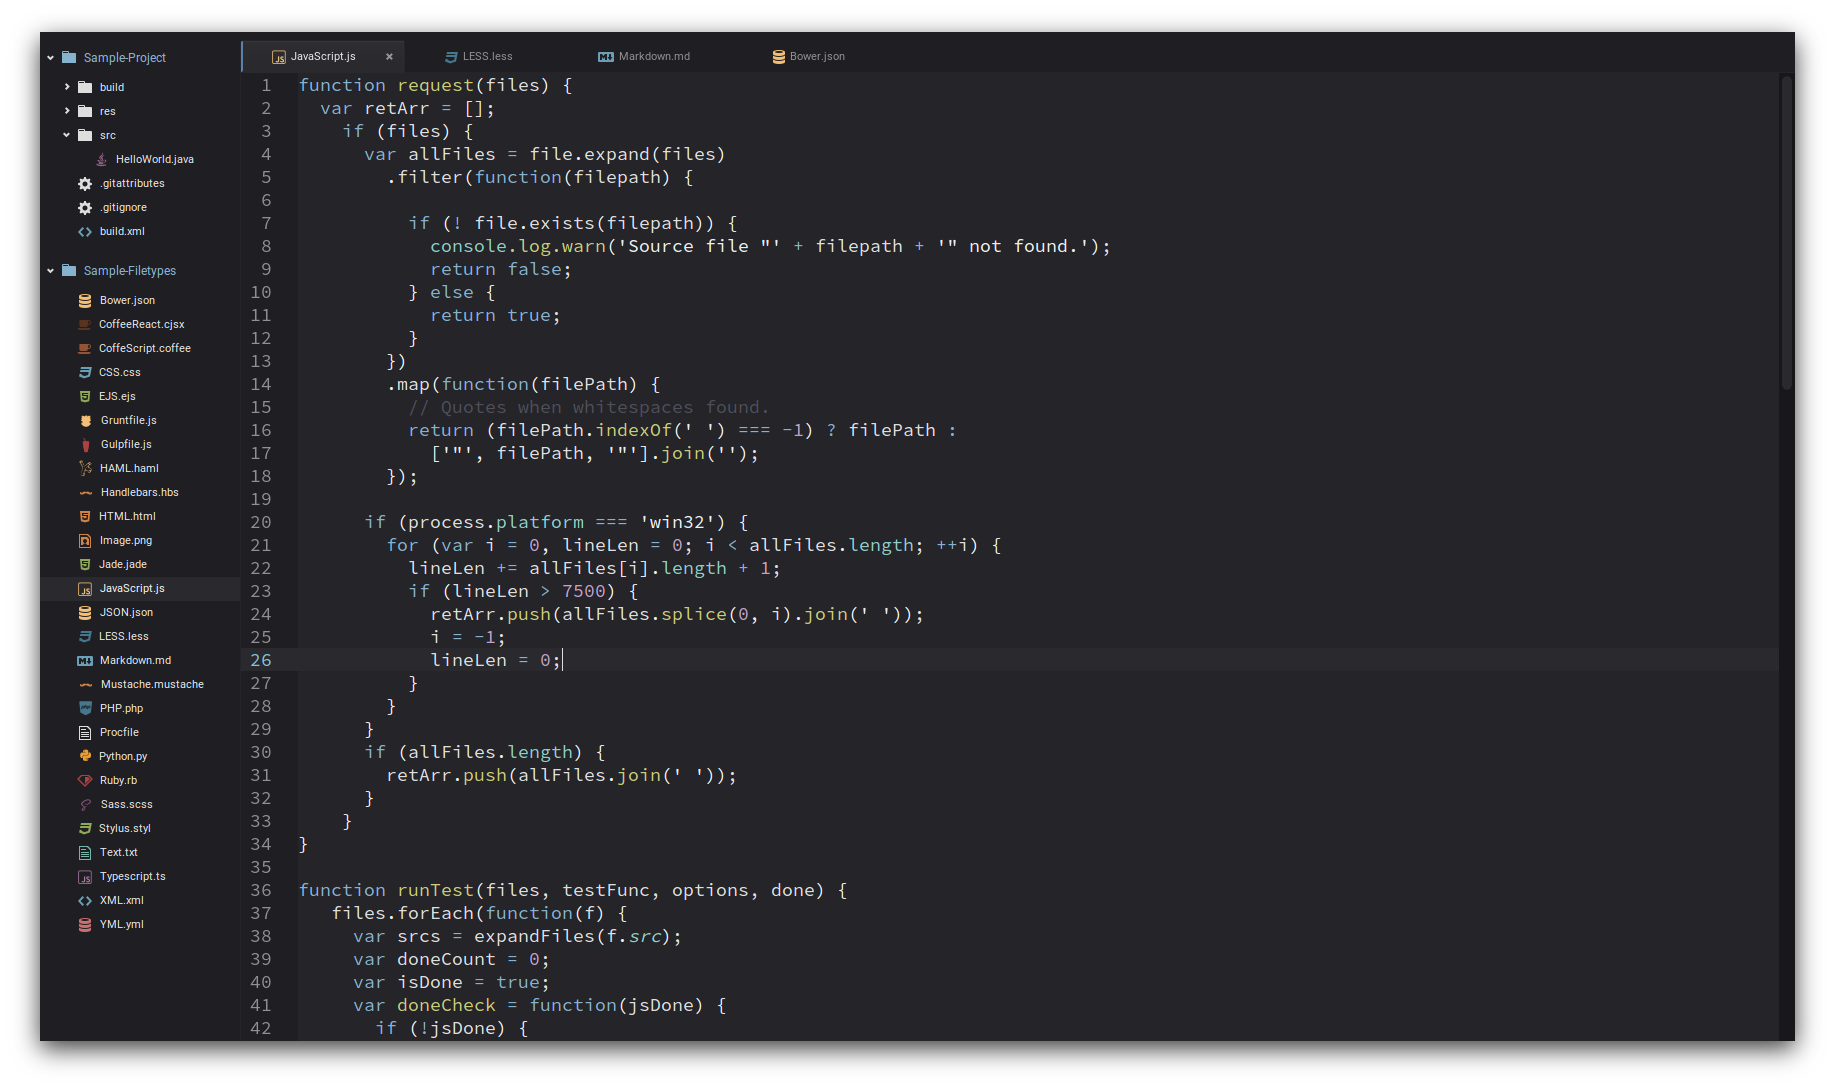 Sample-Project
build
res
src
HelloWorld.java
.gitattributes
.gitignore
build.xml
Sample-Filetypes
Bower.json
CoffeeReact.cjsx
CoffeScript.coffee
CSS.css
EJS.ejs
Gruntfile.js
Gulpfile.js
HAML.haml
Handlebars.hbs
HTML.html
Image.png
Jade.jade
JavaScript.js
JSON.json
LESS.less
Markdown.md
Mustache.mustache
PHP.php
Procfile
Python.py
Ruby.rb
Sass.scss
Stylus.styl
Text.txt
Typescript.ts
XML.xml
YML.yml
JavaScript.js × LESS.less Markdown.md Bower.json
1 function request(files) {
2   var retArr = [];
3     if (files) {
4       var allFiles = file.expand(files)
5         .filter(function(filepath) {
6
7           if (! file.exists(filepath)) {
8             console.log.warn('Source file "' + filepath + '" not found.');
9             return false;
10           } else {
11             return true;
12           }
13         })
14         .map(function(filePath) {
15           // Quotes when whitespaces found.
16           return (filePath.indexOf(' ') === -1) ? filePath :
17             ['"', filePath, '"'].join('');
18         });
19
20       if (process.platform === 'win32') {
21         for (var i = 0, lineLen = 0; i < allFiles.length; ++i) {
22           lineLen += allFiles[i].length + 1;
23           if (lineLen > 7500) {
24             retArr.push(allFiles.splice(0, i).join(' '));
25             i = -1;
26             lineLen = 0;
27           }
28         }
29       }
30       if (allFiles.length) {
31         retArr.push(allFiles.join(' '));
32       }
33     }
34 }
35
36 function runTest(files, testFunc, options, done) {
37    files.forEach(function(f) {
38      var srcs = expandFiles(f.src);
39      var doneCount = 0;
40      var isDone = true;
41      var doneCheck = function(jsDone) {
42        if (!jsDone) {